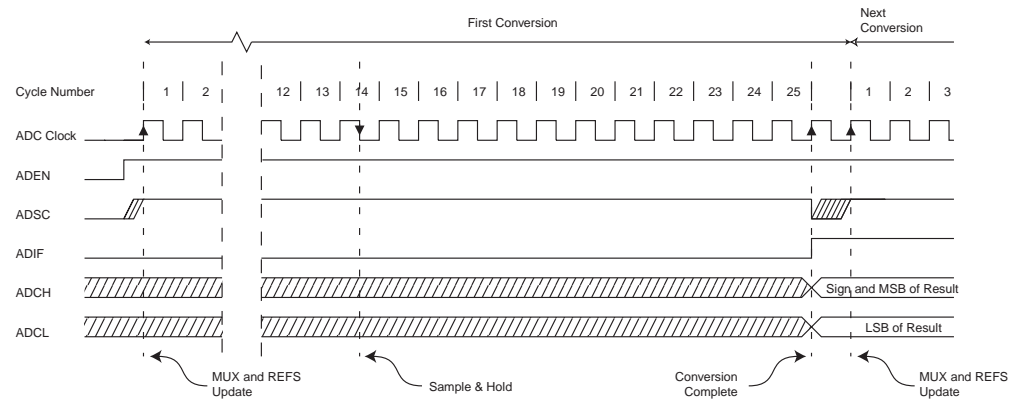 First Conversion
Next
Conversion
Cycle Number 1 2 12 13 14 15 16 17 18 19 20 21 22 23 24 25 1 2 3
ADC Clock
ADEN
ADSC
ADIF
ADCH Sign and MSB of Result
ADCL LSB of Result
MUX and REFS
Update
Sample & Hold
Conversion
Complete
MUX and REFS
Update